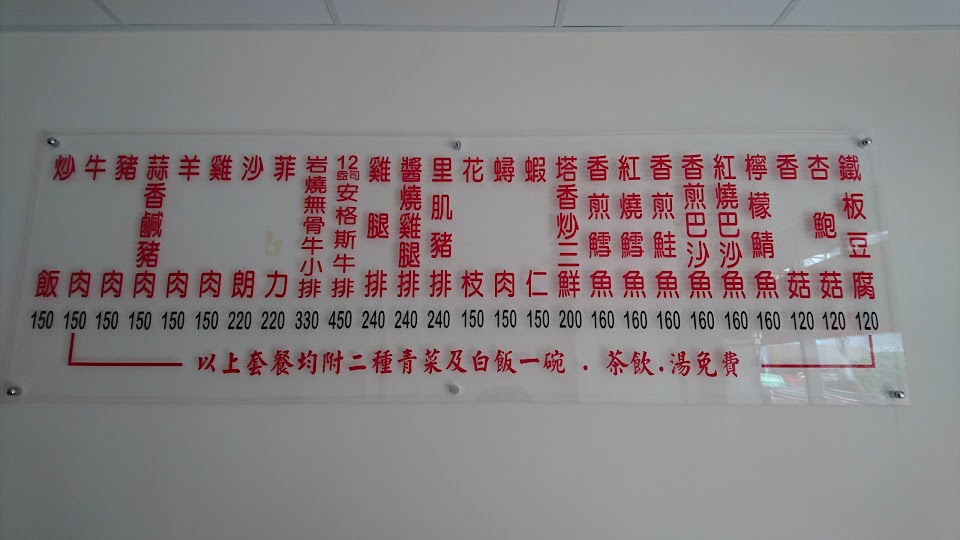 鐵板豆腐 120
杏鮑菇 120
香菇 120
檸檬鯖魚 160
紅燒巴沙魚 160
香煎巴沙魚 160
香煎鮭魚 160
紅燒鱈魚 160
香煎鱈魚 160
塔香炒三鮮 200
蝦仁 150
蟳肉 150
花枝 150
里肌豬排 240
醬燒雞腿排 240
雞腿排 240
12盎司安格斯牛排 450
岩燒無骨牛小排 330
菲力 220
沙朗 220
雞肉 150
羊肉 150
蒜香鹹豬肉 150
豬肉 150
牛肉 150
炒飯 150
以上套餐均附二種青菜及白飯一碗．茶飲.湯免費